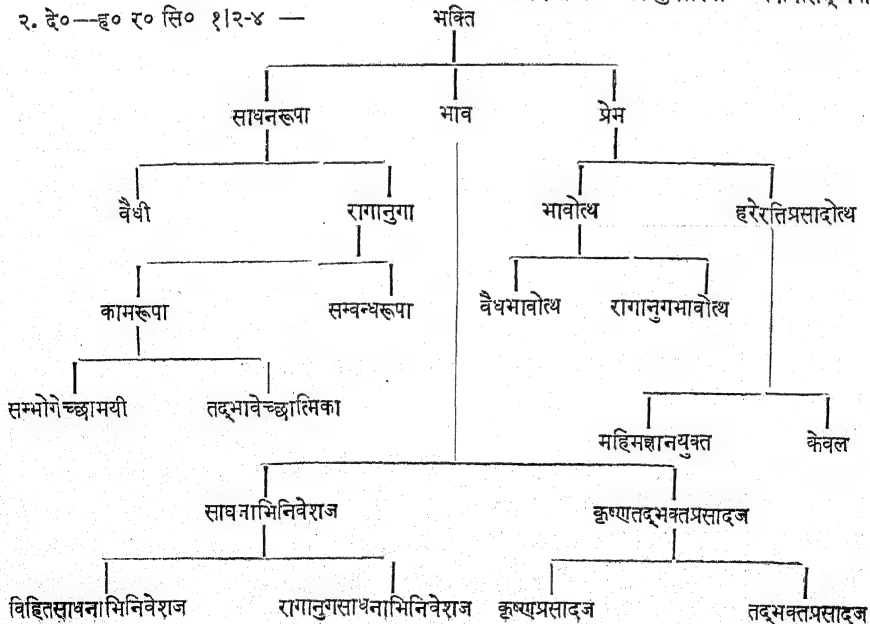 २. दे०—ह० र० सि० १|२-४ — भक्ति
साधनरूपा भाव प्रेम
वैधी रागानुगा भावोत्थ हरेरतिप्रसादोत्थ
कामरूपा सम्बन्धरूपा वैधभावोत्थ रागानुगभावोत्थ
सम्भोगेच्छामयी तद्भावेच्छात्मिका
महिमज्ञानयुक्त केवल
साधनाभिनिवेशज कृष्णतद्भक्तप्रसादज
विहितसाधनाभिनिवेशज रागानुगसाधनाभिनिवेशज कृष्णप्रसादज तद्भक्तप्रसादज